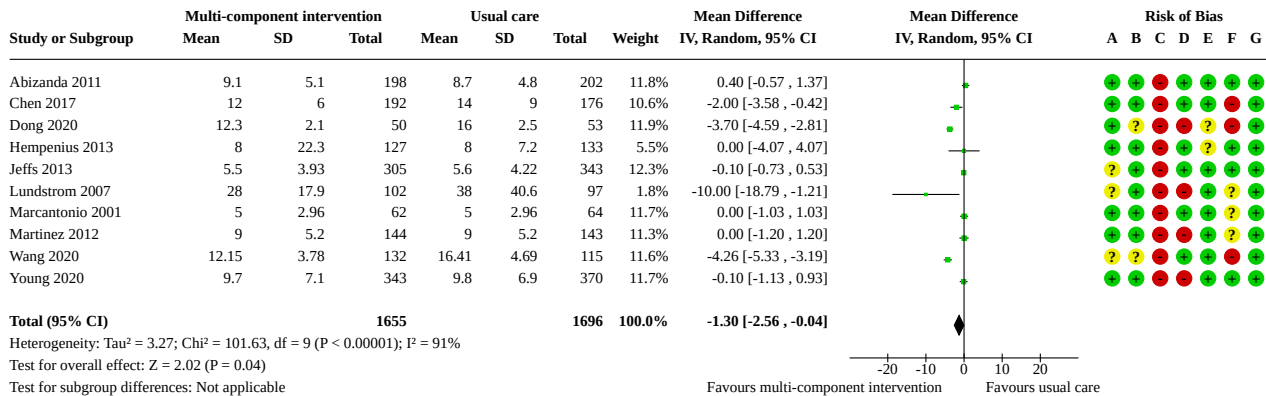 Multi-component intervention Usual care Mean Difference Mean Difference Risk of Bias
Study or Subgroup Mean SD Total Mean SD Total Weight IV, Random, 95% CI IV, Random, 95% CI A B C D E F G
Abizanda 2011 9.1 5.1 198 8.7 4.8 202 11.8% 0.40 [-0.57 , 1.37] + + - + + + +
Chen 2017 12 6 192 14 9 176 10.6% -2.00 [-3.58 , -0.42] + + - + + - +
Dong 2020 12.3 2.1 50 16 2.5 53 11.9% -3.70 [-4.59 , -2.81] + ? - - ? - +
Hempenius 2013 8 22.3 127 8 7.2 133 5.5% 0.00 [-4.07 , 4.07] + + - + ? + +
Jeffs 2013 5.5 3.93 305 5.6 4.22 343 12.3% -0.10 [-0.73 , 0.53] ? + - + + + +
Lundstrom 2007 28 17.9 102 38 40.6 97 1.8% -10.00 [-18.79 , -1.21] ? + - - + ? +
Marcantonio 2001 5 2.96 62 5 2.96 64 11.7% 0.00 [-1.03 , 1.03] + + - + + ? +
Martinez 2012 9 5.2 144 9 5.2 143 11.3% 0.00 [-1.20 , 1.20] + + - - + ? +
Wang 2020 12.15 3.78 132 16.41 4.69 115 11.6% -4.26 [-5.33 , -3.19] ? ? - + + - +
Young 2020 9.7 7.1 343 9.8 6.9 370 11.7% -0.10 [-1.13 , 0.93] + + - - + + +
Total (95% CI) 1655 1696 100.0% -1.30 [-2.56 , -0.04]
Heterogeneity: Tau² = 3.27; Chi² = 101.63, df = 9 (P < 0.00001); I² = 91%
Test for overall effect: Z = 2.02 (P = 0.04) -20 -10 0 10 20
Test for subgroup differences: Not applicable Favours multi-component intervention Favours usual care